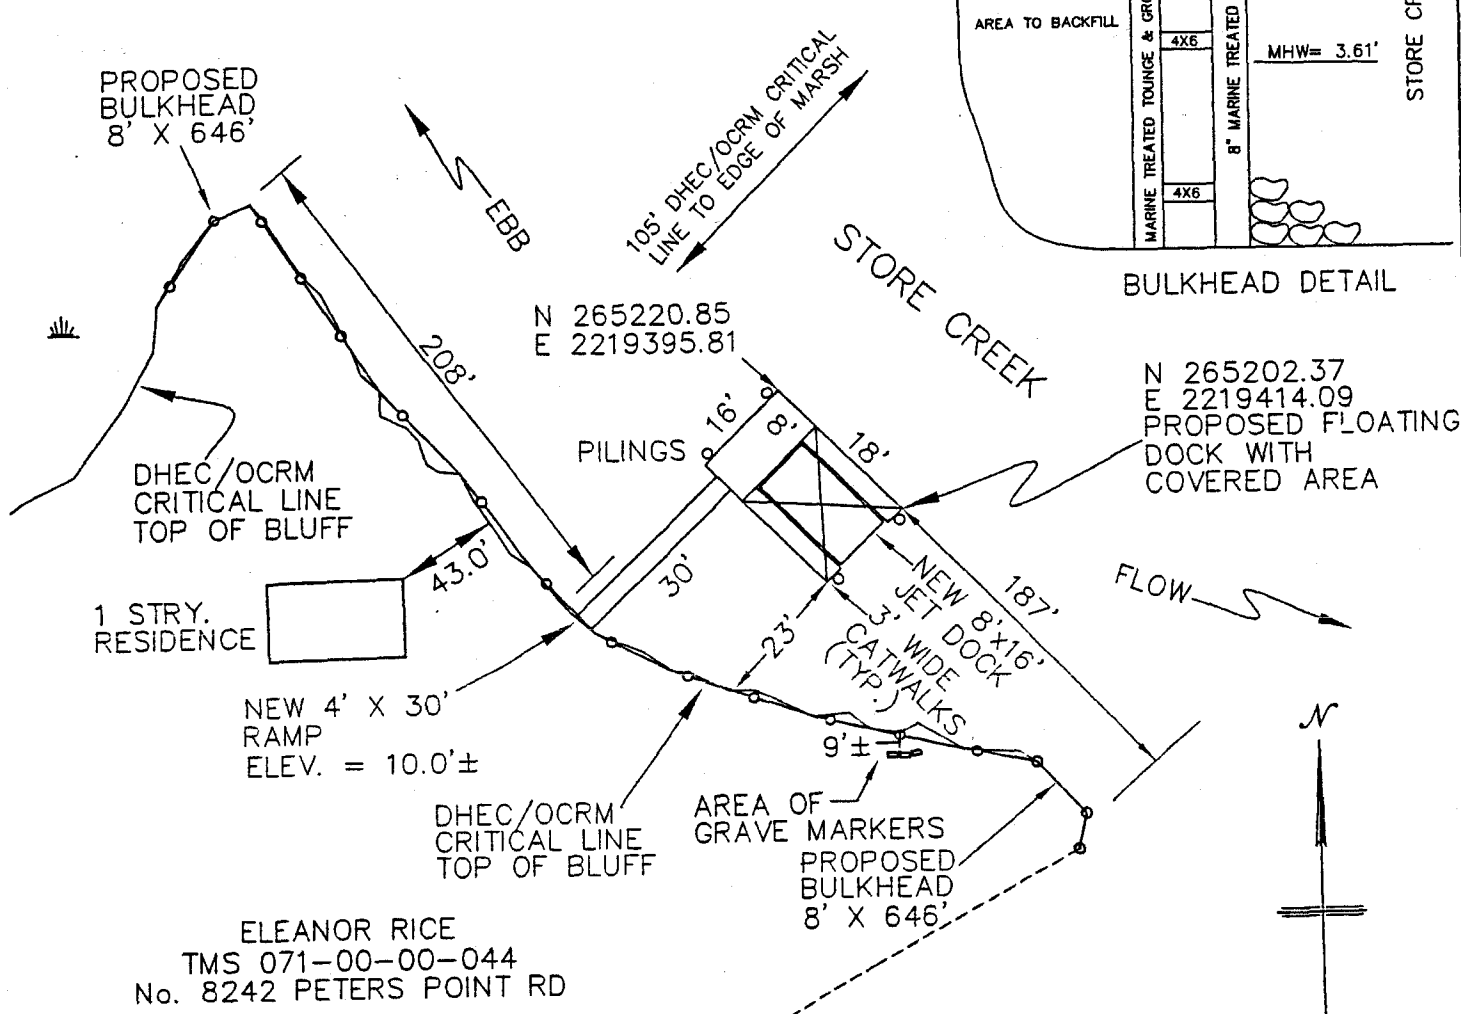 AREA TO BACKFILL
MARINE TREATED TOUNGE &
4X6
4X6
8" MARINE TREATED
MHW= 3.61'
STORE
BULKHEAD DETAIL
PROPOSED
BULKHEAD
8' X 646'
EBB
105' DHEC/OCRM CRITICAL
LINE TO EDGE OF MARSH
STORE CREEK
N 265220.85
E 2219395.81
208'
N 265202.37
E 2219414.09
PROPOSED FLOATING
DOCK WITH
COVERED AREA
16'
8'
18'
PILINGS
DHEC/OCRM
CRITICAL LINE
TOP OF BLUFF
43.0'
30'
1 STRY.
RESIDENCE
NEW 8'x16'
JET DOCK
187'
FLOW
23'
3' WIDE
CATWALKS
(TYP.)
NEW 4' X 30'
RAMP
ELEV. = 10.0'±
9'±
N
DHEC/OCRM
CRITICAL LINE
TOP OF BLUFF
AREA OF
GRAVE MARKERS
PROPOSED
BULKHEAD
8' X 646'
ELEANOR RICE
TMS 071-00-00-044
No. 8242 PETERS POINT RD